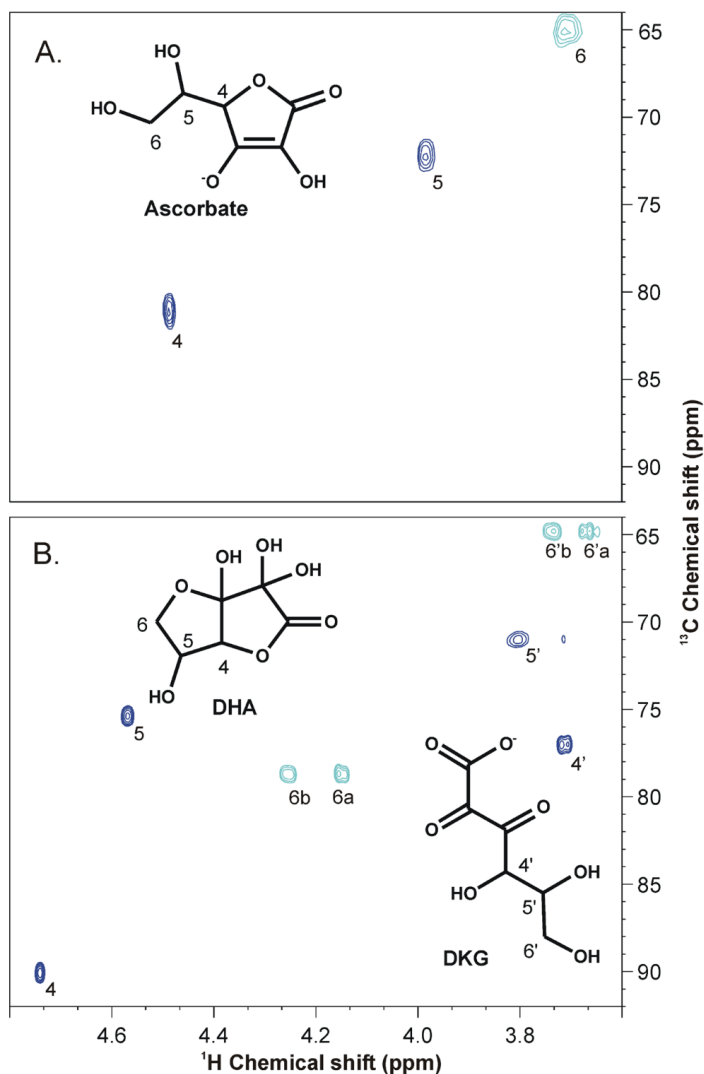 A.
HO
O
4
O
HO
5
6
-O
OH
Ascorbate
6
5
4
65
70
75
80
85
90
B.
OH
OH
OH
O
6
5
4
O
O
HO
DHA
5
6b
6a
4
6'b
6'a
5'
4'
O
O-
O
O
4'
HO
OH
5'
6'
OH
DKG
65
70
75
80
85
90
4.6
4.4
4.2
4.0
3.8
¹H Chemical shift (ppm)
¹³C Chemical shift (ppm)